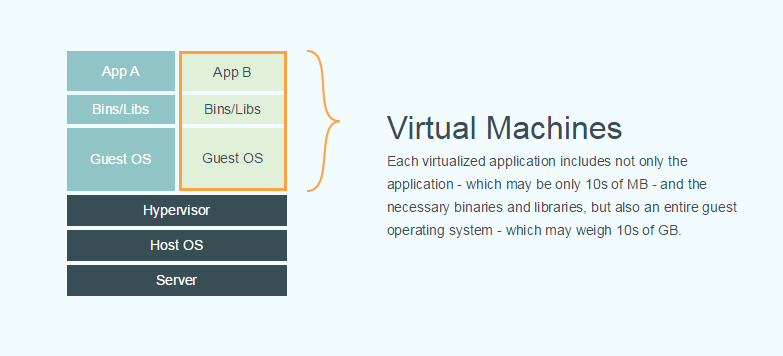 App A
App B
Bins/Libs
Bins/Libs
Guest OS
Guest OS
Hypervisor
Host OS
Server
Virtual Machines
Each virtualized application includes not only the
application - which may be only 10s of MB - and the
necessary binaries and libraries, but also an entire guest
operating system - which may weigh 10s of GB.